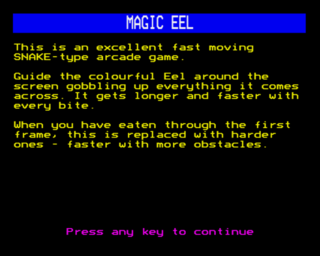 MAGIC EEL
This is an excellent fast moving
SNAKE-type arcade game.
Guide the colourful Eel around the
screen gobbling up everything it comes
across. It gets longer and faster with
every bite.
When you have eaten through the first
frame, this is replaced with harder
ones - faster with more obstacles.
Press any key to continue